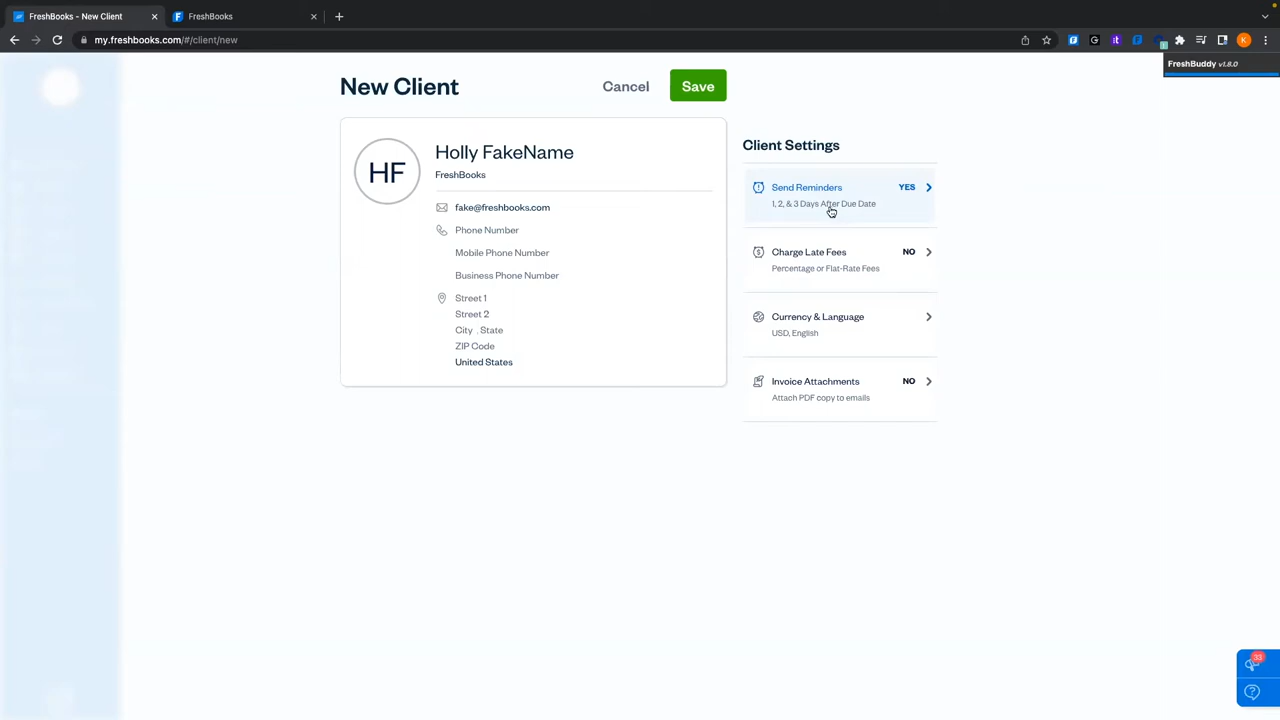 FreshBooks - New Client
FreshBooks
my.freshbooks.com/#/client/new
FreshBuddy v1.8.0
New Client
Cancel
Save
HF
Holly FakeName
FreshBooks
fake@freshbooks.com
Phone Number
Mobile Phone Number
Business Phone Number
Street 1
Street 2
City , State
ZIP Code
United States
Client Settings
Send Reminders YES
1, 2, & 3 Days After Due Date
Charge Late Fees NO
Percentage or Flat-Rate Fees
Currency & Language
USD, English
Invoice Attachments NO
Attach PDF copy to emails
33